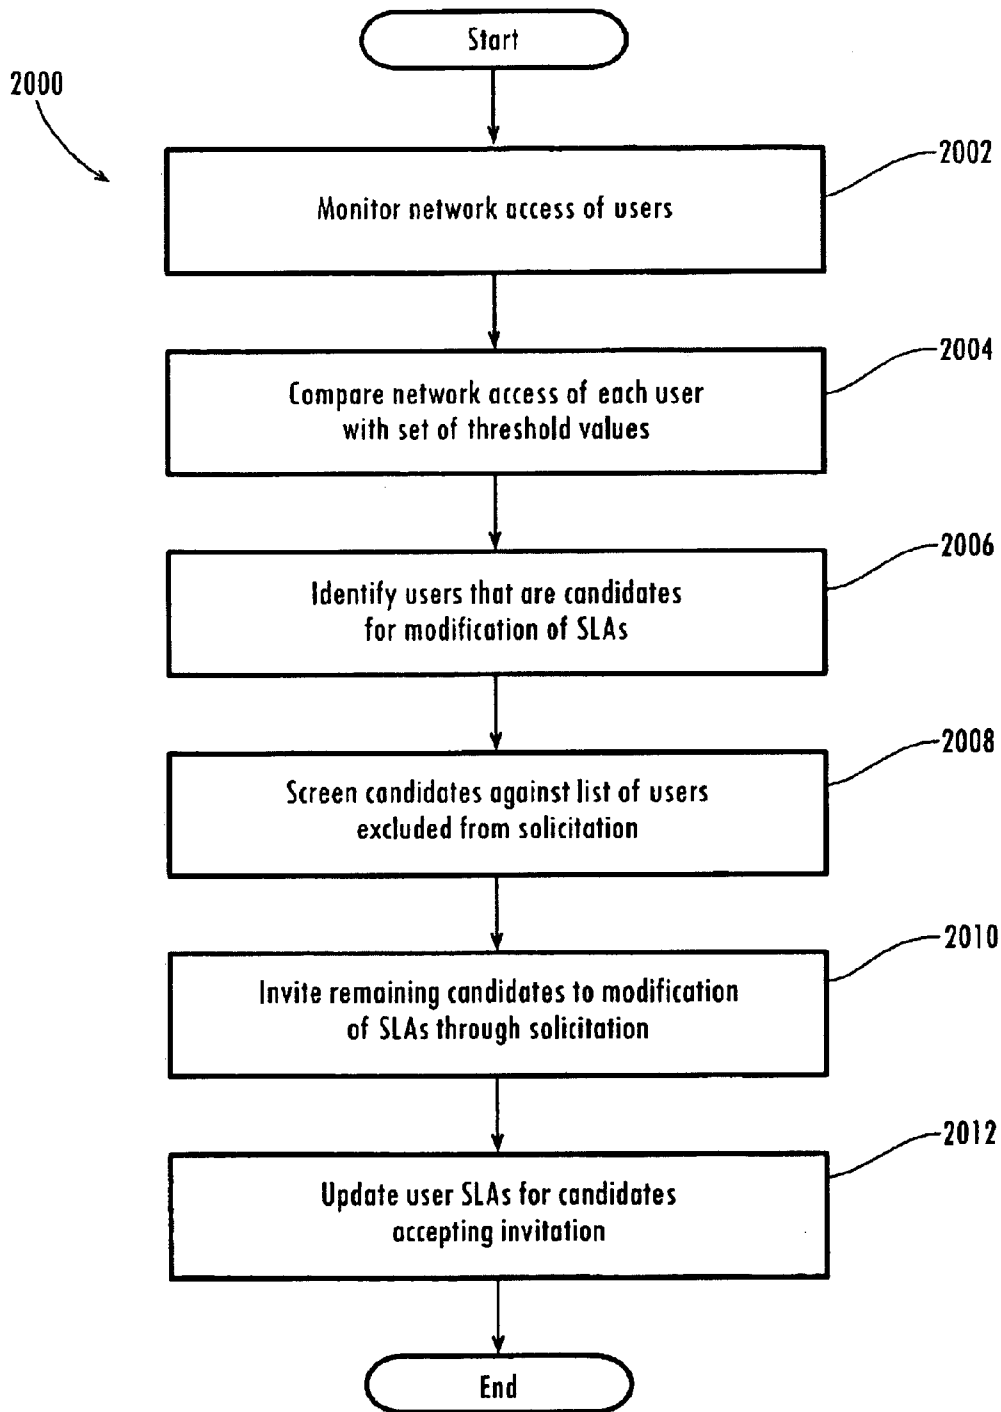 Start
2000
2002
Monitor network access of users
2004
Compare network access of each user
with set of threshold values
2006
Identify users that are candidates
for modification of SLAs
2008
Screen candidates against list of users
excluded from solicitation
2010
Invite remaining candidates to modification
of SLAs through solicitation
2012
Update user SLAs for candidates
accepting invitation
End